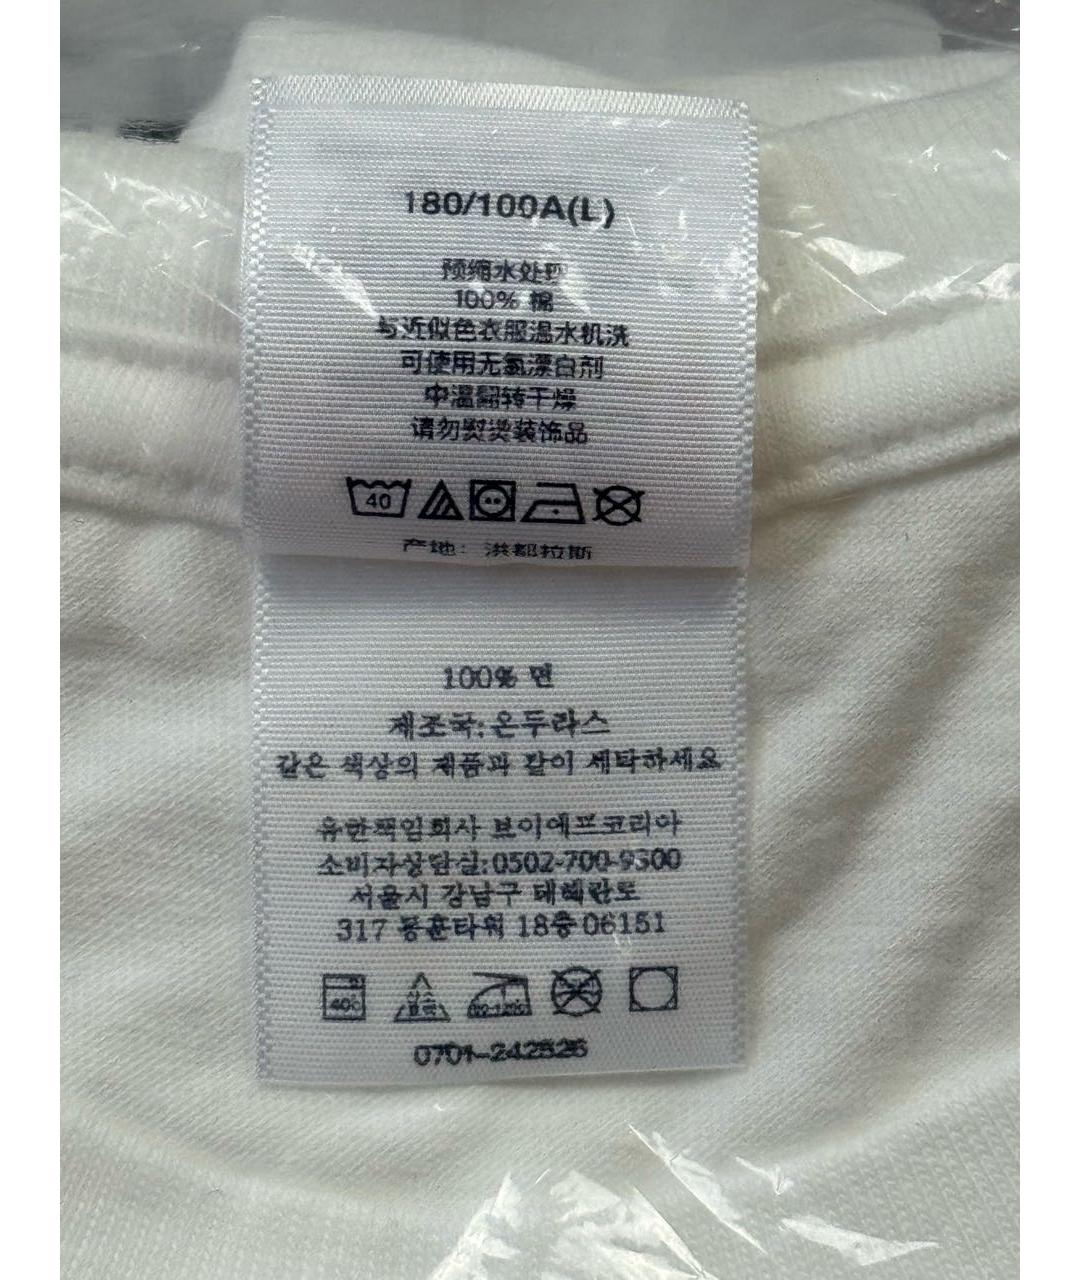 180/100A(L)
预缩水处理
100% 棉
与近似色衣服温水机洗
可使用无氯漂白剂
中温翻转干燥
请勿熨烫装饰品
40
产地: 洪都拉斯
100% 면
제조국:온두라스
같은 색상의 제품과 같이 세탁하세요
유한책임회사 브이에프코리아
소비자상담실:0502-700-9300
서울시 강남구 테헤란로
317 동훈타워 18층 06151
40℃
0701-242526